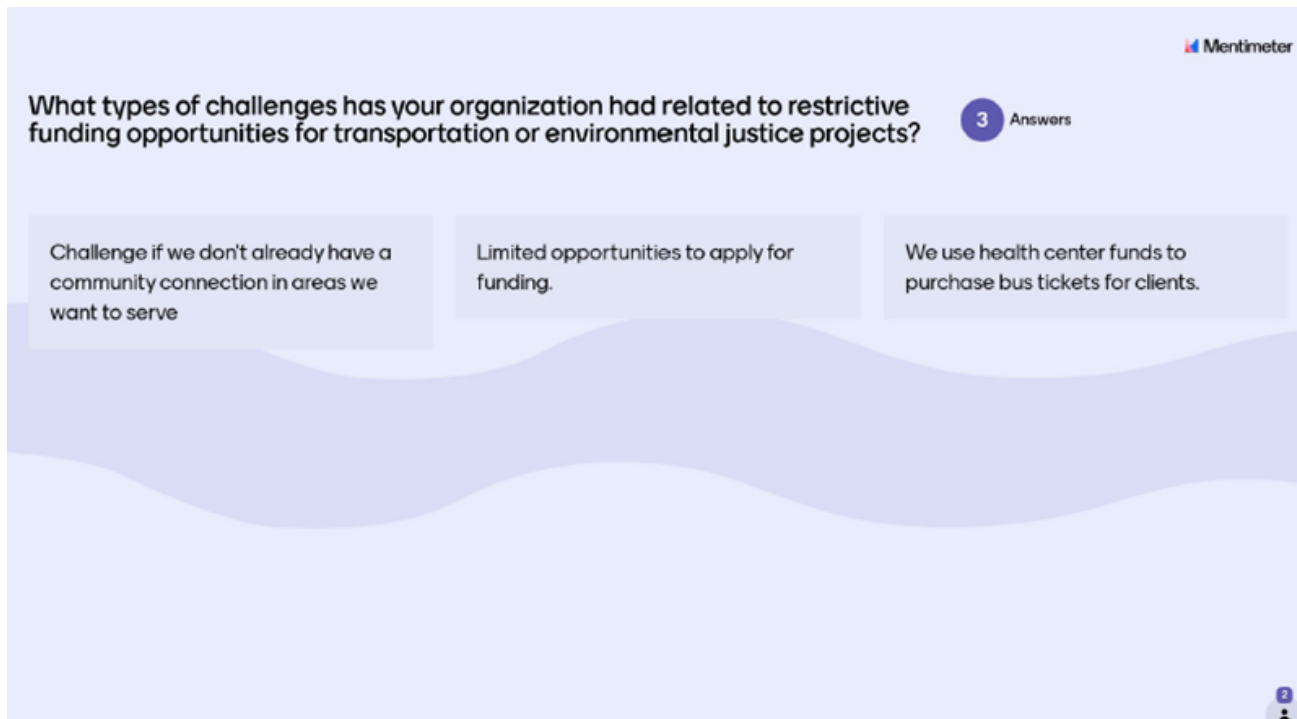 Mentimeter
What types of challenges has your organization had related to restrictive
funding opportunities for transportation or environmental justice projects?
3 Answers
Challenge if we don't already have a
community connection in areas we
want to serve
Limited opportunities to apply for
funding.
We use health center funds to
purchase bus tickets for clients.
2